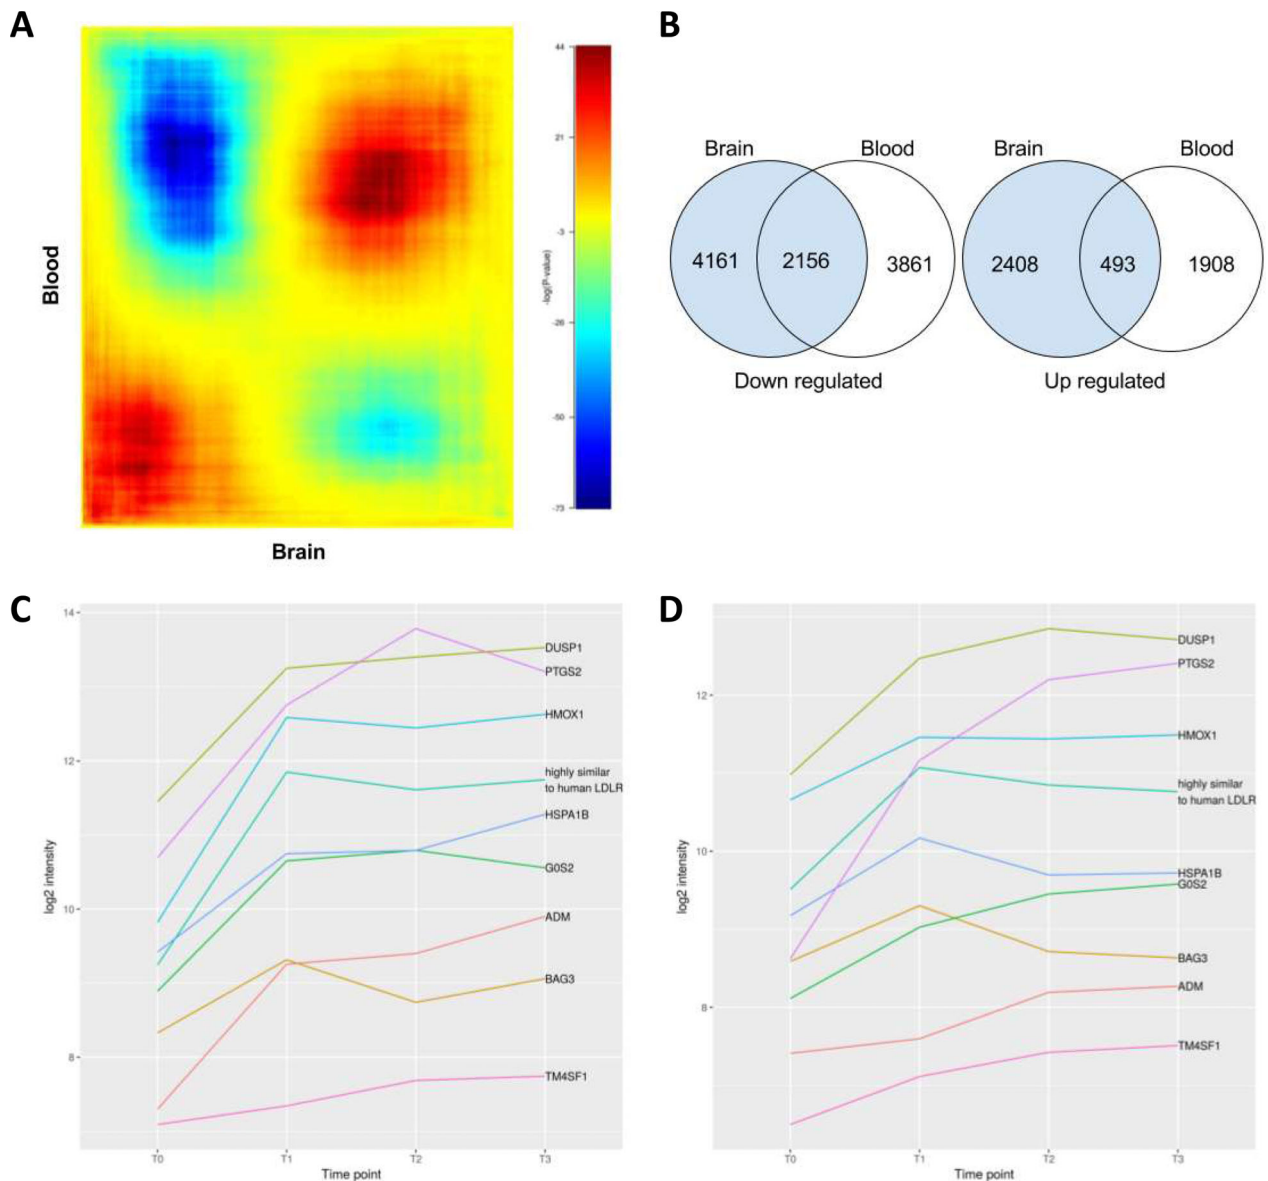 A
Blood
Brain
44
21
-3
-26
-50
-73
-log(P-value)
B
Brain
Blood
4161
2156
3861
Down regulated
Brain
Blood
2408
493
1908
Up regulated
C
log2 intensity
14
12
10
8
DUSP1
PTGS2
HMOX1
highly similar
to human LDLR
HSPA1B
G0S2
ADM
BAG3
TM4SF1
T0
T1
T2
T3
Time point
D
log2 intensity
12
10
8
DUSP1
PTGS2
HMOX1
highly similar
to human LDLR
HSPA1B
G0S2
BAG3
ADM
TM4SF1
T0
T1
T2
T3
Time point